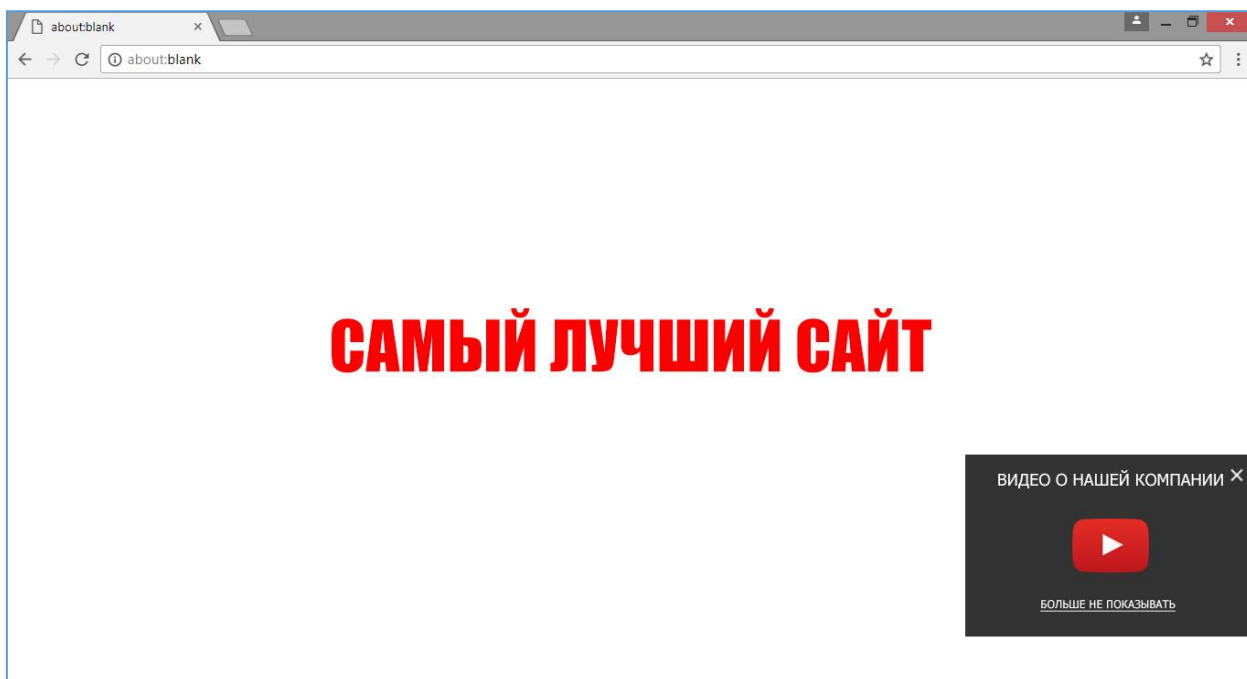 about:blank
about:blank
САМЫЙ ЛУЧШИЙ САЙТ
ВИДЕО О НАШЕЙ КОМПАНИИ
БОЛЬШЕ НЕ ПОКАЗЫВАТЬ